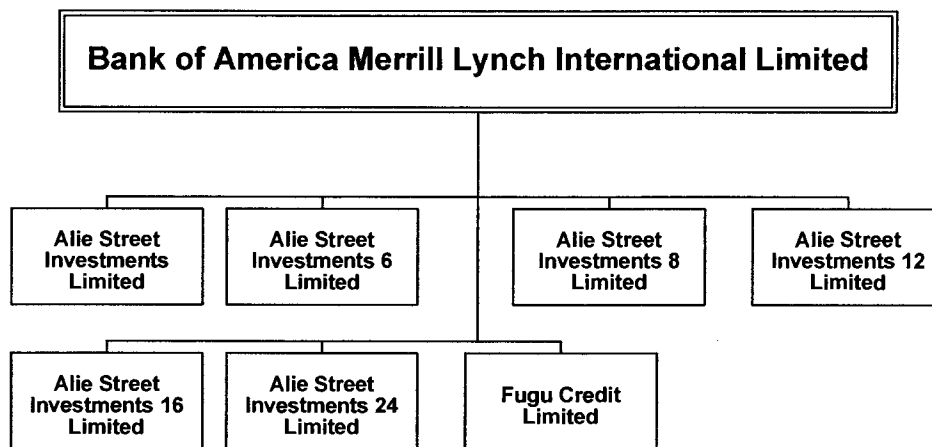 Bank of America Merrill Lynch International Limited
Alie Street
Investments
Limited
Alie Street
Investments 6
Limited
Alie Street
Investments 8
Limited
Alie Street
Investments 12
Limited
Alie Street
Investments 16
Limited
Alie Street
Investments 24
Limited
Fugu Credit
Limited